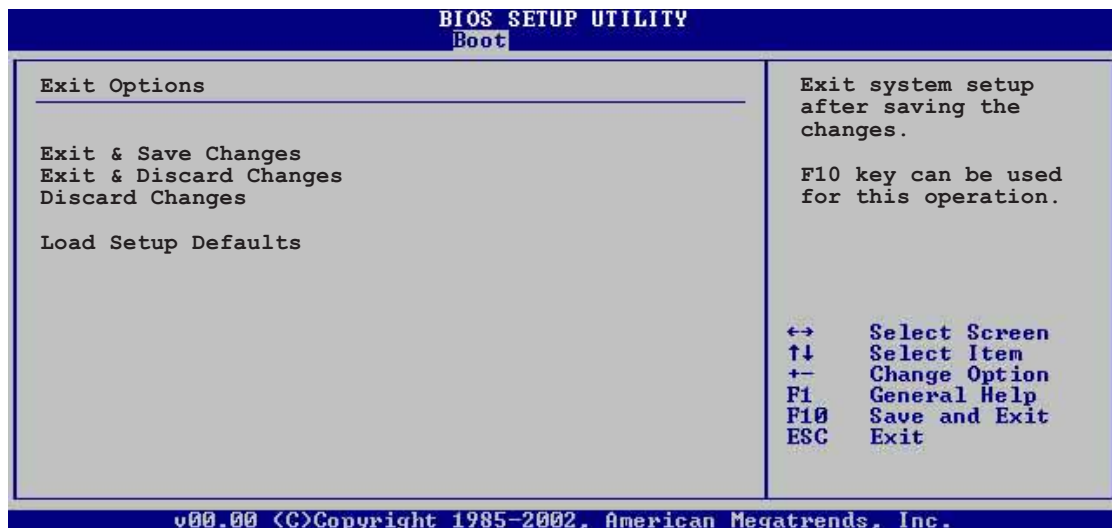 BIOS SETUP UTILITY
Boot
Exit Options
Exit & Save Changes
Exit & Discard Changes
Discard Changes
Load Setup Defaults
Exit system setup
after saving the
changes.
F10 key can be used
for this operation.
←→ Select Screen
↑↓ Select Item
+- Change Option
F1 General Help
F10 Save and Exit
ESC Exit
v00.00 (C)Copyright 1985-2002, American Megatrends, Inc.